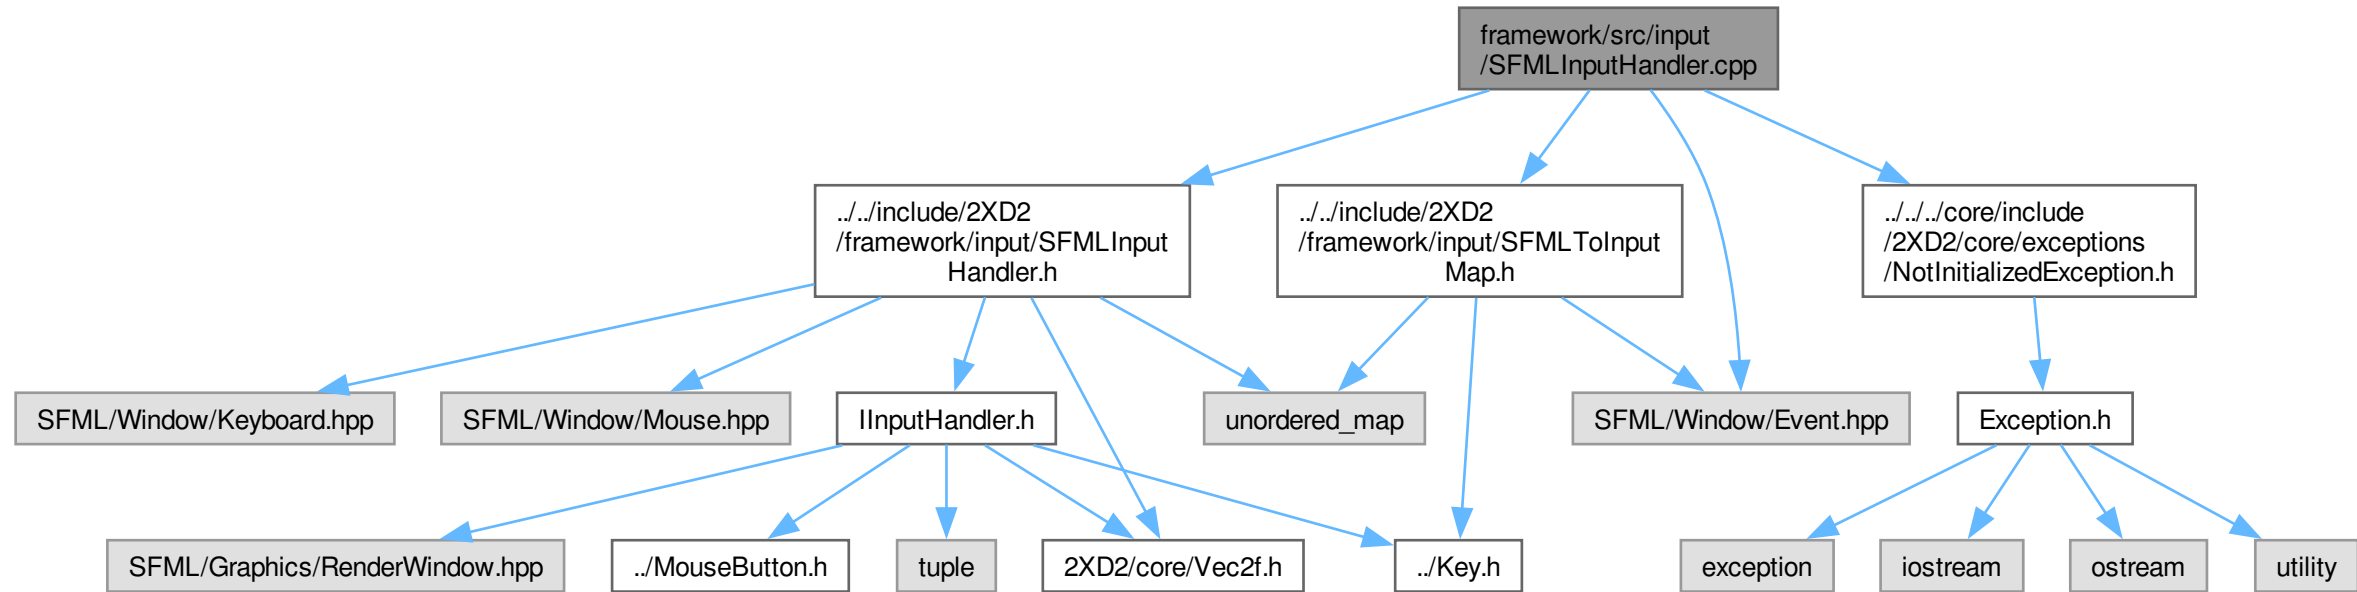 framework/src/input
/SFMLInputHandler.cpp
../../include/2XD2
/framework/input/SFMLInput
Handler.h
../../include/2XD2
/framework/input/SFMLToInput
Map.h
../../../core/include
/2XD2/core/exceptions
/NotInitializedException.h
SFML/Window/Keyboard.hpp
SFML/Window/Mouse.hpp
IInputHandler.h
unordered_map
SFML/Window/Event.hpp
Exception.h
SFML/Graphics/RenderWindow.hpp
../MouseButton.h
tuple
2XD2/core/Vec2f.h
../Key.h
exception
iostream
ostream
utility